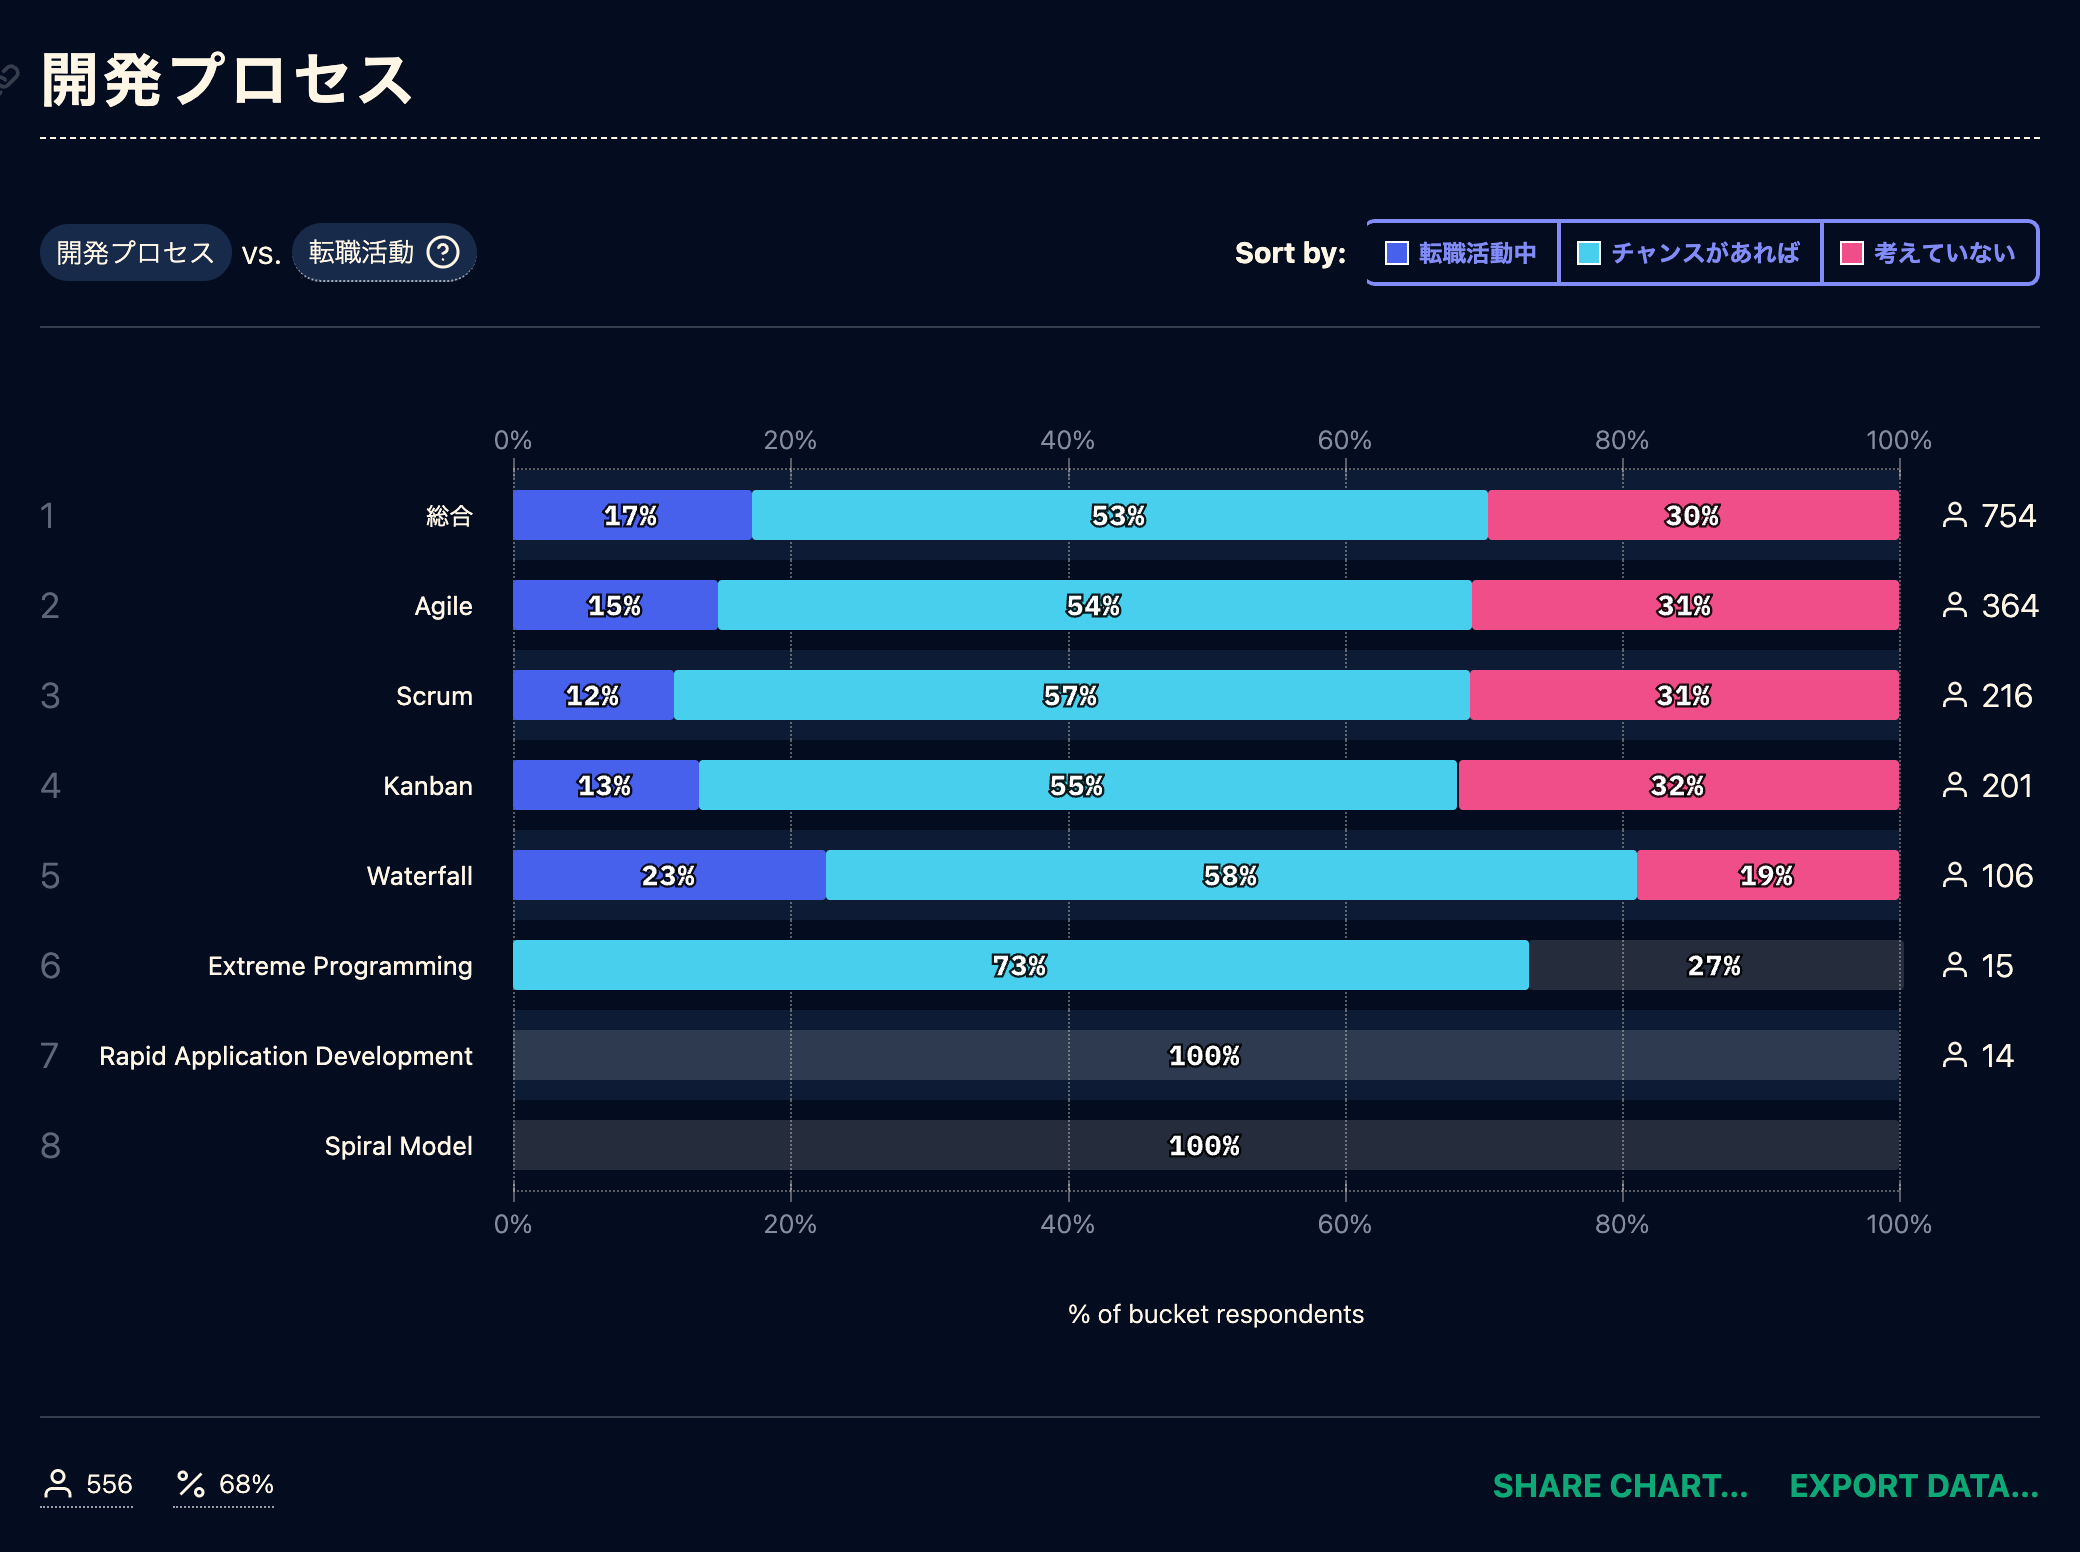 開発プロセス
開発プロセス vs. 転職活動 ?
Sort by: 転職活動中 チャンスがあれば 考えていない
0% 20% 40% 60% 80% 100%
1 総合 17% 53% 30% 754
2 Agile 15% 54% 31% 364
3 Scrum 12% 57% 31% 216
4 Kanban 13% 55% 32% 201
5 Waterfall 23% 58% 19% 106
6 Extreme Programming 73% 27% 15
7 Rapid Application Development 100% 14
8 Spiral Model 100%
0% 20% 40% 60% 80% 100%
% of bucket respondents
556 % 68%
SHARE CHART... EXPORT DATA...